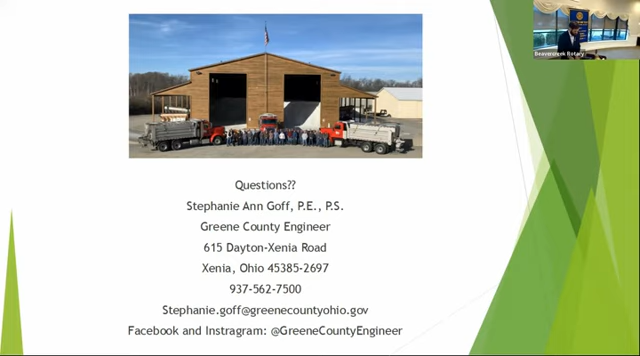 Beavercreek Rotary
Questions??
Stephanie Ann Goff, P.E., P.S.
Greene County Engineer
615 Dayton-Xenia Road
Xenia, Ohio 45385-2697
937-562-7500
Stephanie.goff@greenecountyohio.gov
Facebook and Instragram: @GreeneCountyEngineer